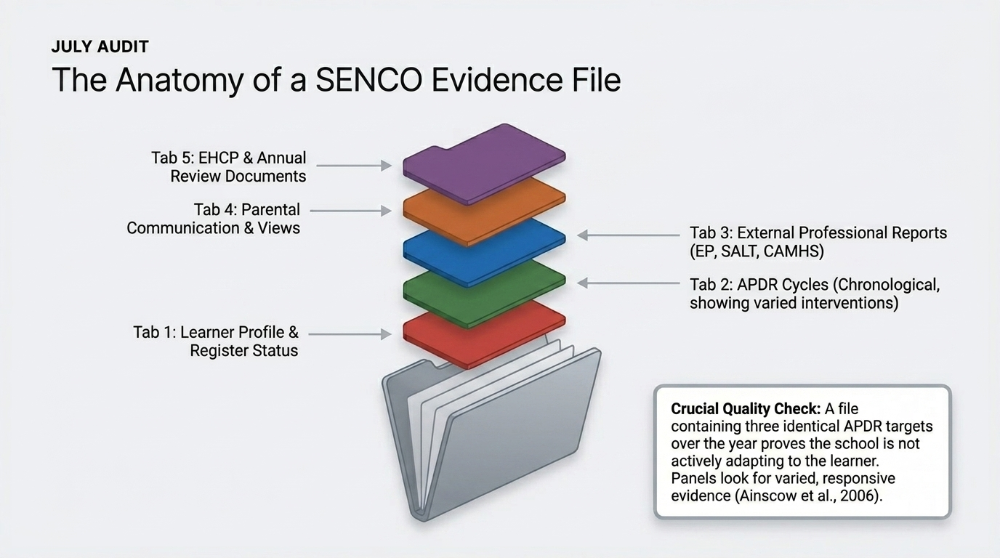 JULY AUDIT
The Anatomy of a SENCO Evidence File
Tab 5: EHCP & Annual
Review Documents
Tab 4: Parental
Communication & Views
Tab 3: External Professional Reports
(EP, SALT, CAMHS)
Tab 2: APDR Cycles (Chronological,
showing varied interventions)
Tab 1: Learner Profile &
Register Status
Crucial Quality Check: A file
containing three identical APDR targets
over the year proves the school is not
actively adapting to the learner.
Panels look for varied, responsive
evidence (Ainscow et al., 2006).